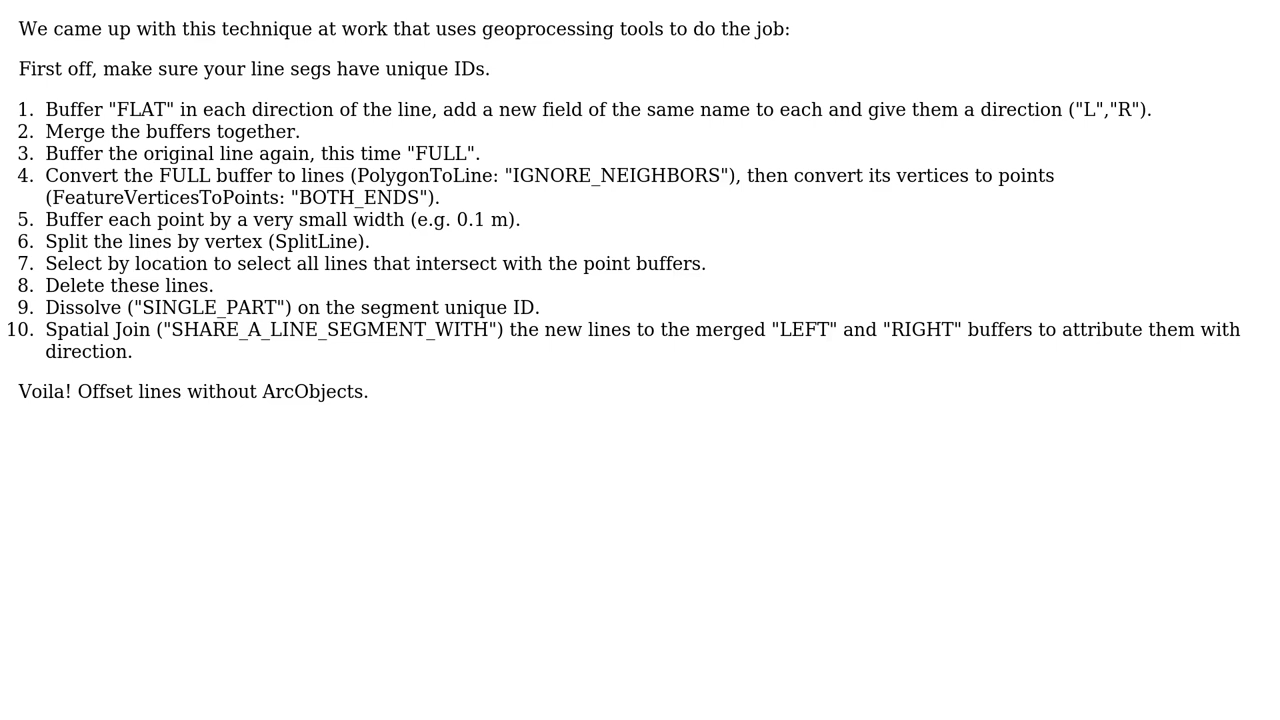 We came up with this technique at work that uses geoprocessing tools to do the job:
First off, make sure your line segs have unique IDs.
1. Buffer "FLAT" in each direction of the line, add a new field of the same name to each and give them a direction ("L","R").
2. Merge the buffers together.
3. Buffer the original line again, this time "FULL".
4. Convert the FULL buffer to lines (PolygonToLine: "IGNORE_NEIGHBORS"), then convert its vertices to points
(FeatureVerticesToPoints: "BOTH_ENDS").
5. Buffer each point by a very small width (e.g. 0.1 m).
6. Split the lines by vertex (SplitLine).
7. Select by location to select all lines that intersect with the point buffers.
8. Delete these lines.
9. Dissolve ("SINGLE_PART") on the segment unique ID.
10. Spatial Join ("SHARE_A_LINE_SEGMENT_WITH") the new lines to the merged "LEFT" and "RIGHT" buffers to attribute them with
direction.
Voila! Offset lines without ArcObjects.